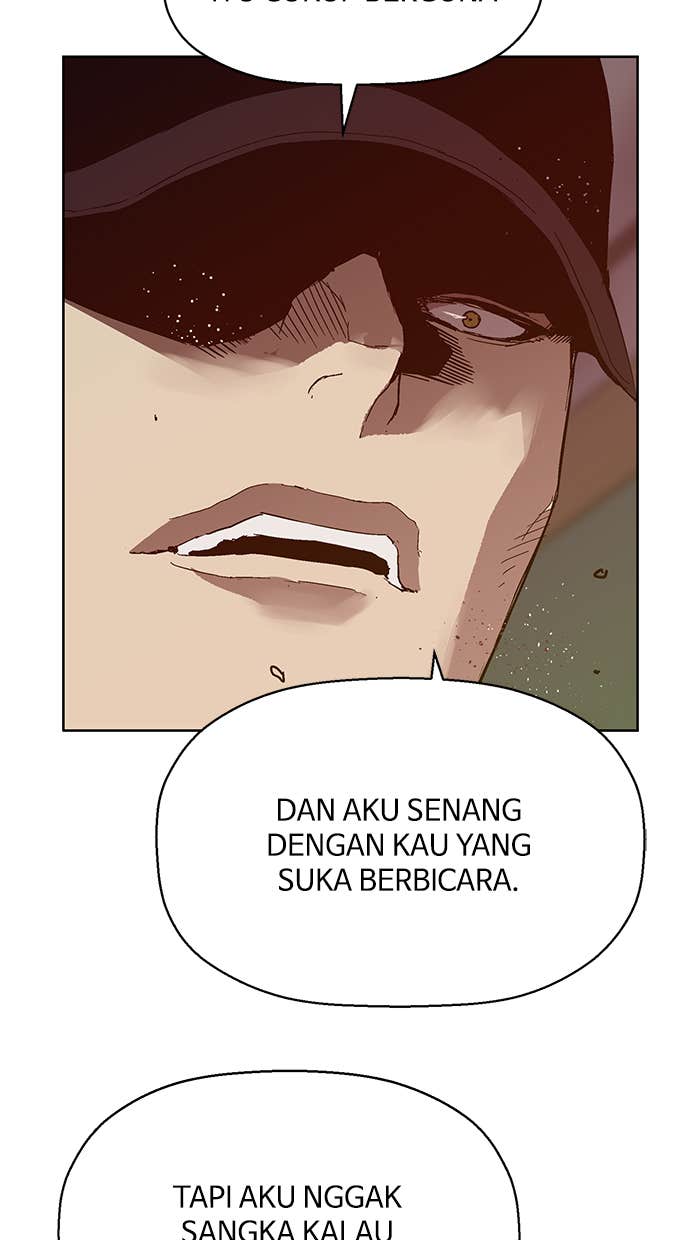 DAN AKU SENANG
DENGAN KAU YANG
SUKA BERBICARA.
TAPI AKU NGGAK
SANGKA KALAU